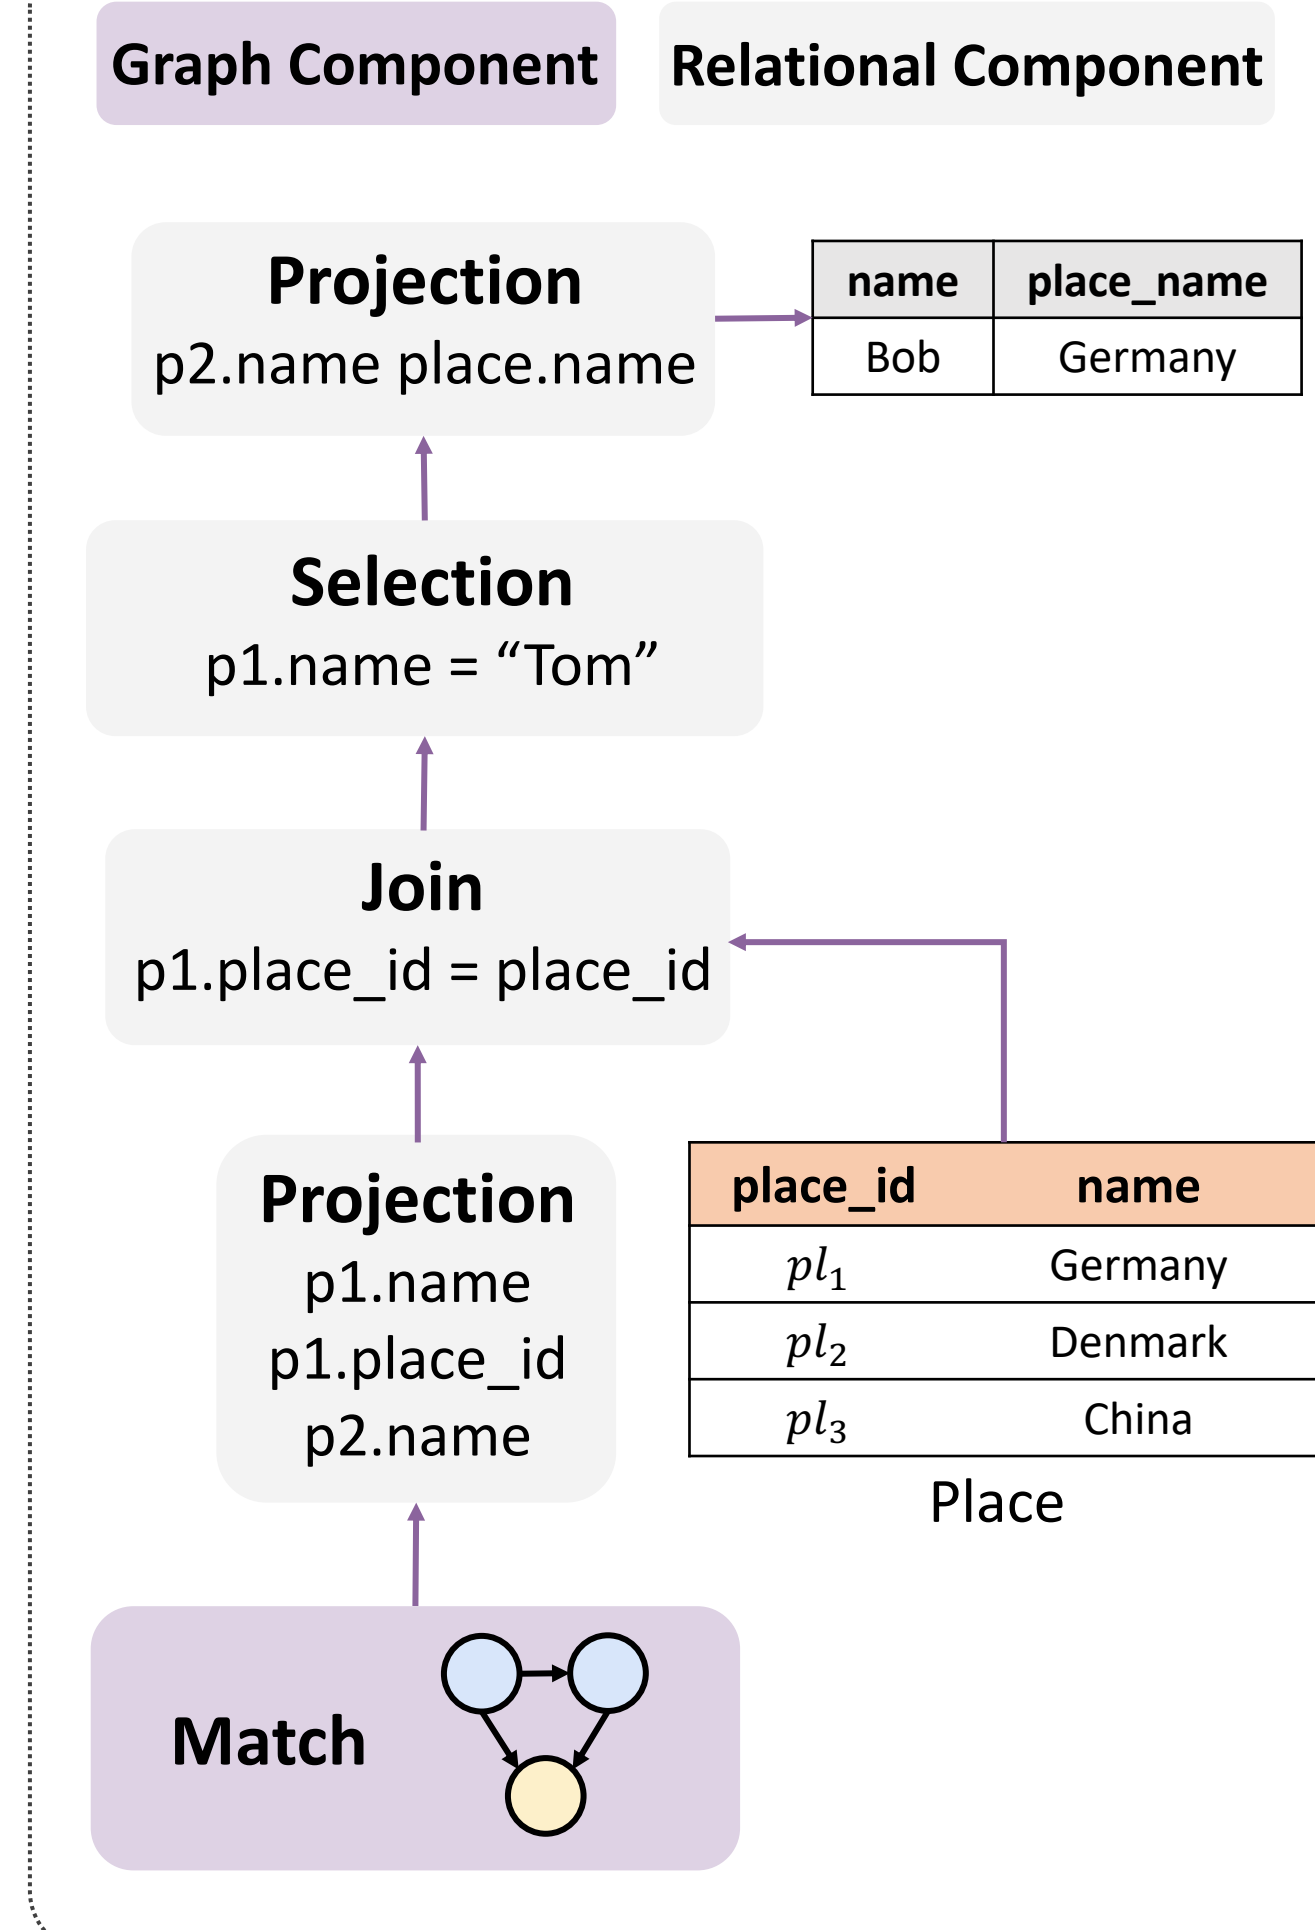 Graph Component
Relational Component
Projection
p2.name place.name
name place_name
Bob Germany
Selection
p1.name = “Tom”
Join
p1.place_id = place_id
Projection
p1.name
p1.place_id
p2.name
place_id name
pl₁ Germany
pl₂ Denmark
pl₃ China
Place
Match